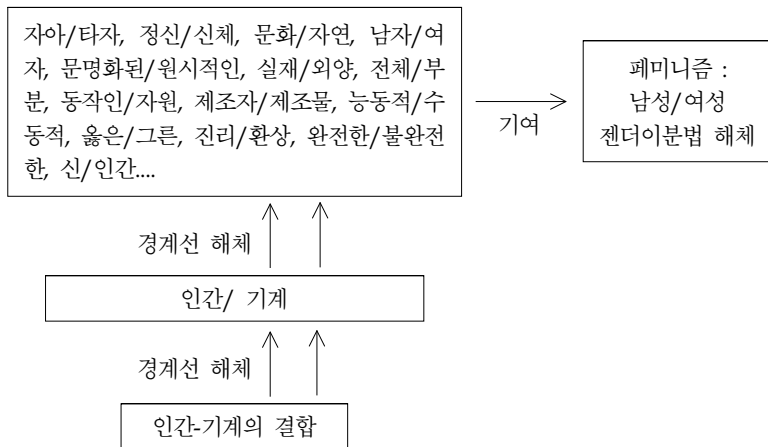 자아/타자, 정신/신체, 문화/자연, 남자/여
자, 문명화된/원시적인, 실재/외양, 전체/부
분, 동작인/자원, 제조자/제조물, 능동적/수
동적, 옳은/그른, 진리/환상, 완전한/불완전
한, 신/인간....
기여
페미니즘 :
남성/여성
젠더이분법 해체
경계선 해체
인간/ 기계
경계선 해체
인간-기계의 결합